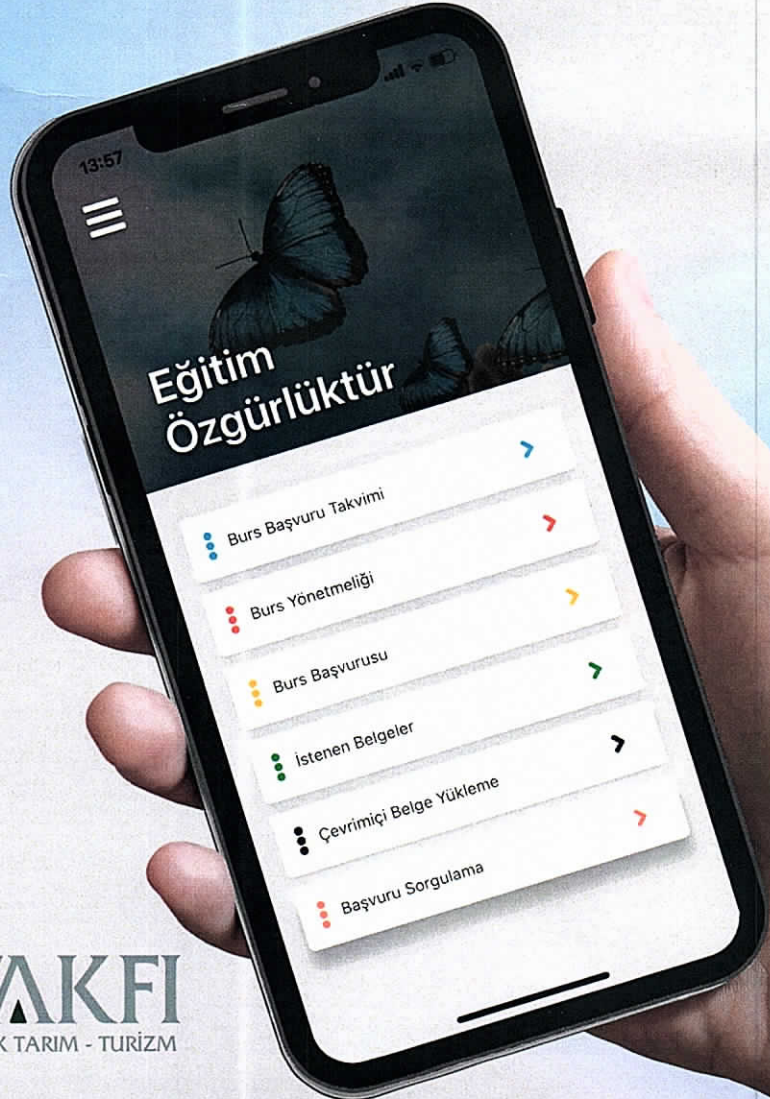 13:57
Eğitim
Özgürlüktür
Burs Başvuru Takvimi
Burs Yönetmeliği
Burs Başvurusu
İstenen Belgeler
Çevrimiçi Belge Yükleme
Başvuru Sorgulama
TARIM - TURİZM